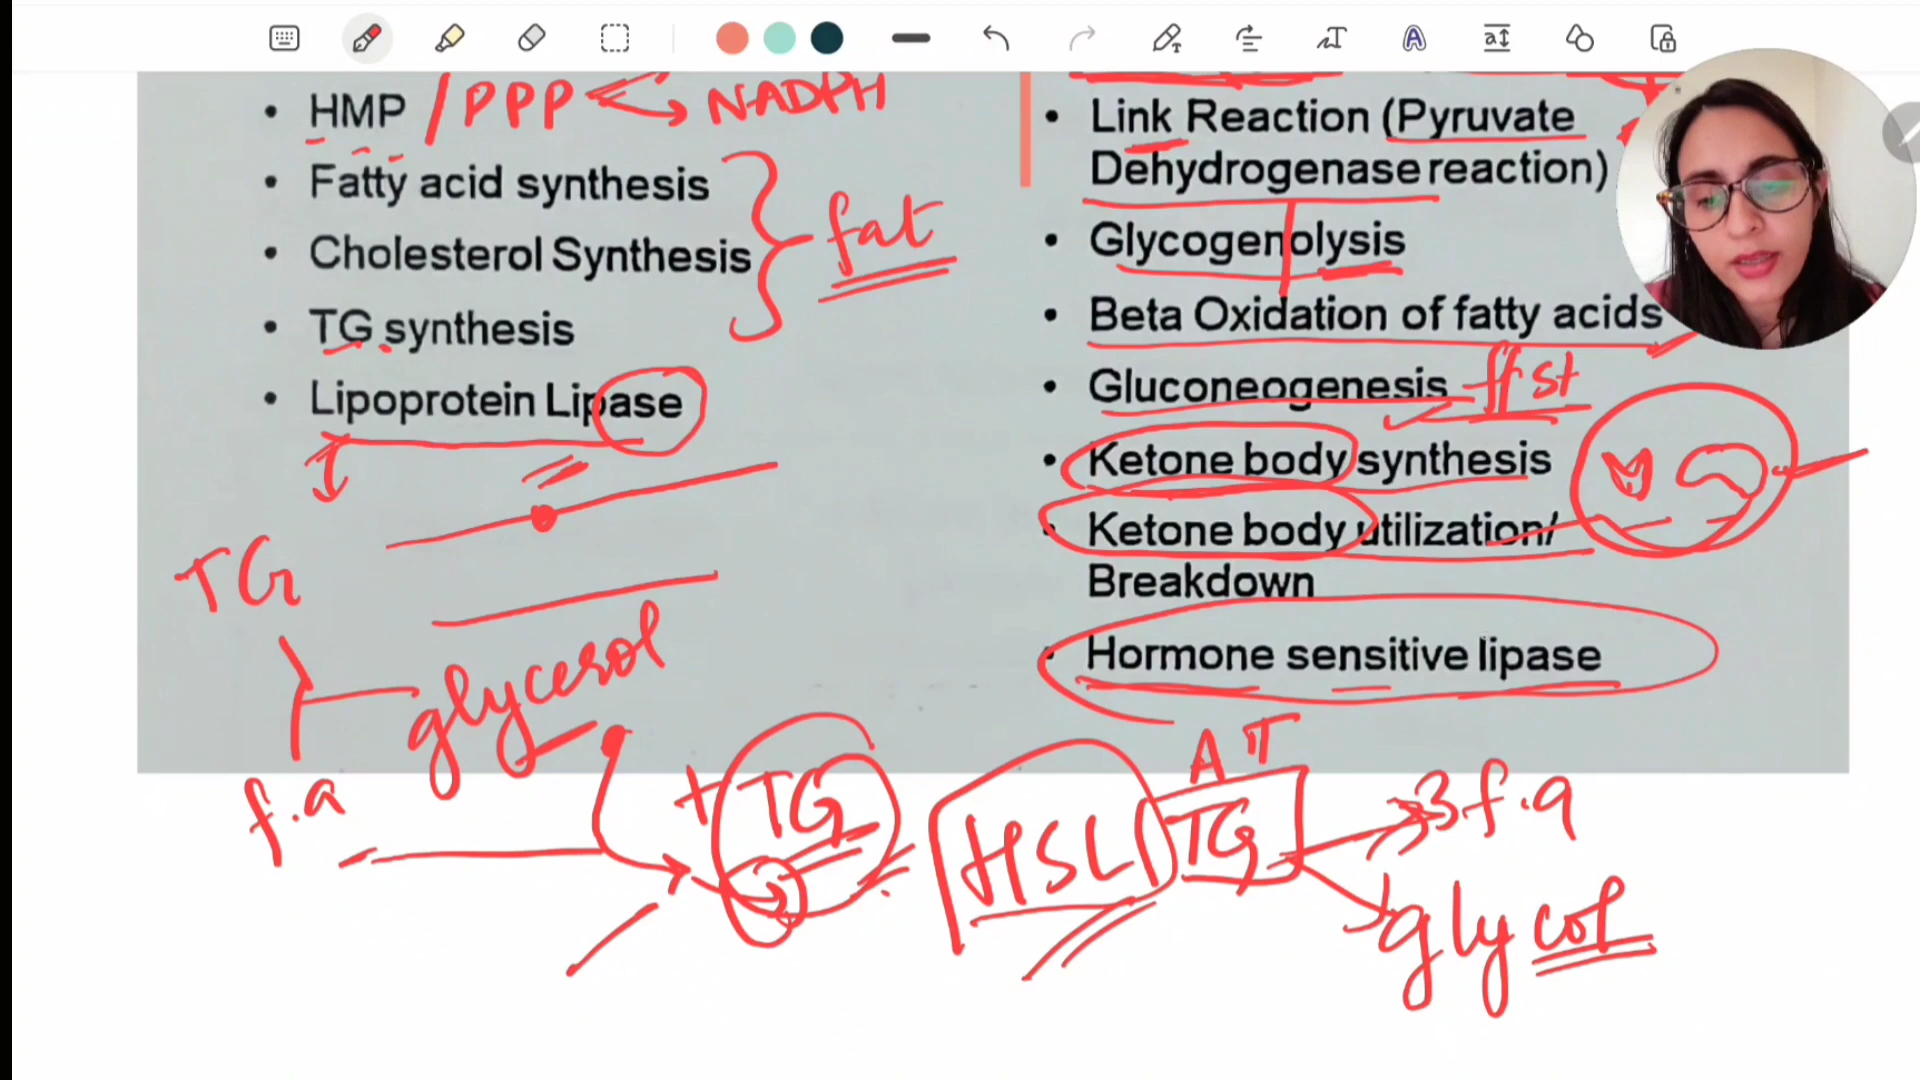 • HMP / PPP NADPH
• Fatty acid synthesis
• Cholesterol Synthesis
fat
• TG synthesis
• Lipoprotein Lipase
TG
glycerol
f.a
• Link Reaction (Pyruvate
Dehydrogenase reaction)
• Glycogenolysis
• Beta Oxidation of fatty acids
• Gluconeogenesis
• Ketone body synthesis
• Ketone body utilization/
Breakdown
• Hormone sensitive lipase
+ TG
HSL
AT
TG
3 f.a
glycol